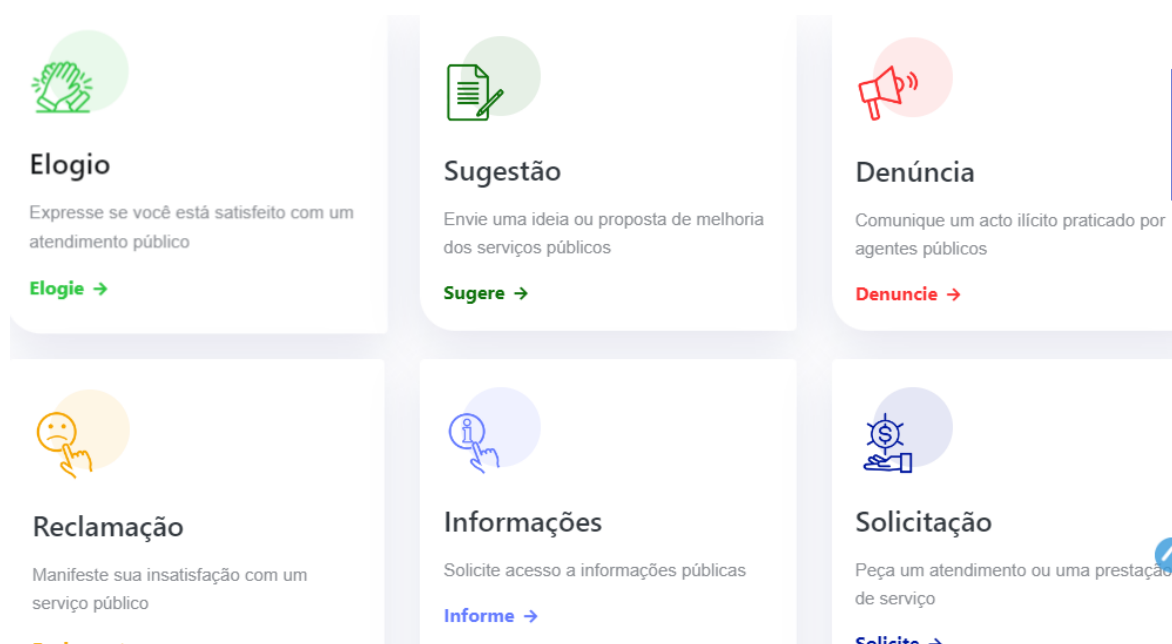 Elogio
Expresse se você está satisfeito com um
atendimento público
Elogie →
Sugestão
Envie uma ideia ou proposta de melhoria
dos serviços públicos
Sugere →
Denúncia
Comunique um acto ilícito praticado por
agentes públicos
Denuncie →
Reclamação
Manifeste sua insatisfação com um
serviço público
Informações
Solicite acesso a informações públicas
Informe →
Solicitação
Peça um atendimento ou uma prestação
de serviço
Solicite →